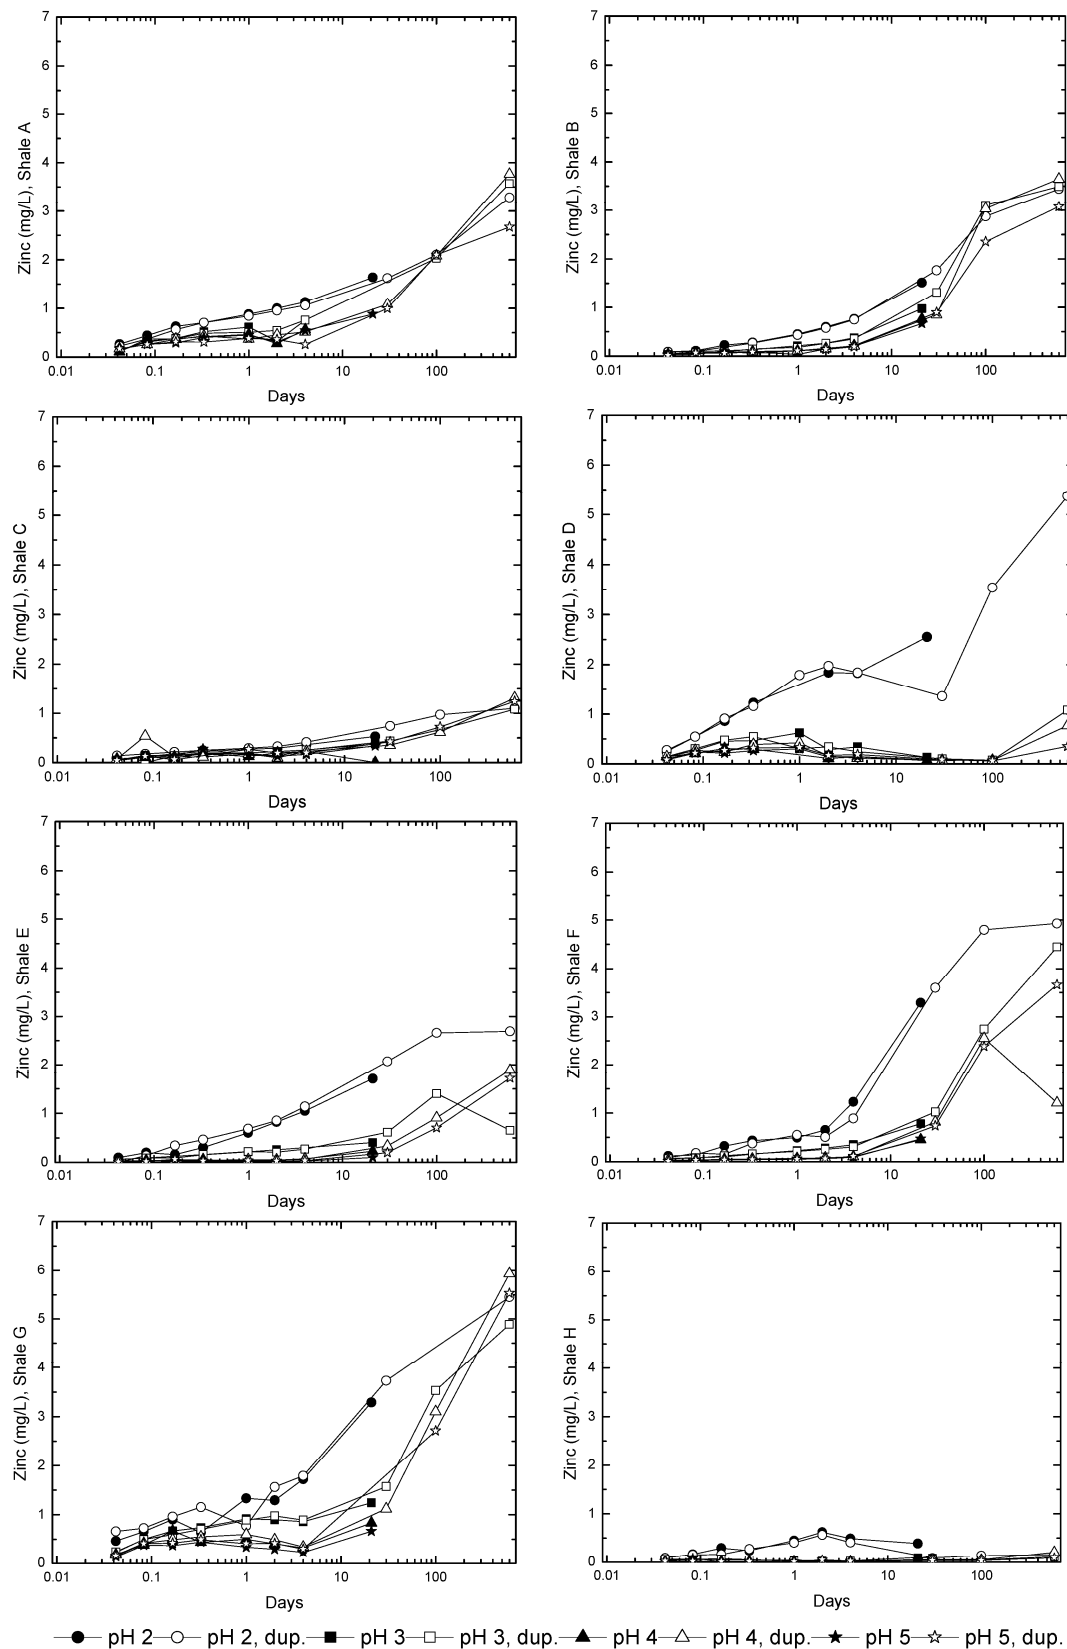 7
6
5
4
3
2
1
0
Zinc (mg/L), Shale A
0.01 0.1 1 10 100
Days
7
6
5
4
3
2
1
0
Zinc (mg/L), Shale B
0.01 0.1 1 10 100
Days
7
6
5
4
3
2
1
0
Zinc (mg/L), Shale C
0.01 0.1 1 10 100
Days
7
6
5
4
3
2
1
0
Zinc (mg/L), Shale D
0.01 0.1 1 10 100
Days
7
6
5
4
3
2
1
0
Zinc (mg/L), Shale E
0.01 0.1 1 10 100
Days
7
6
5
4
3
2
1
0
Zinc (mg/L), Shale F
0.01 0.1 1 10 100
Days
7
6
5
4
3
2
1
0
Zinc (mg/L), Shale G
0.01 0.1 1 10 100
Days
7
6
5
4
3
2
1
0
Zinc (mg/L), Shale H
0.01 0.1 1 10 100
Days
pH 2 pH 2, dup. pH 3 pH 3, dup. pH 4 pH 4, dup. pH 5 pH 5, dup.